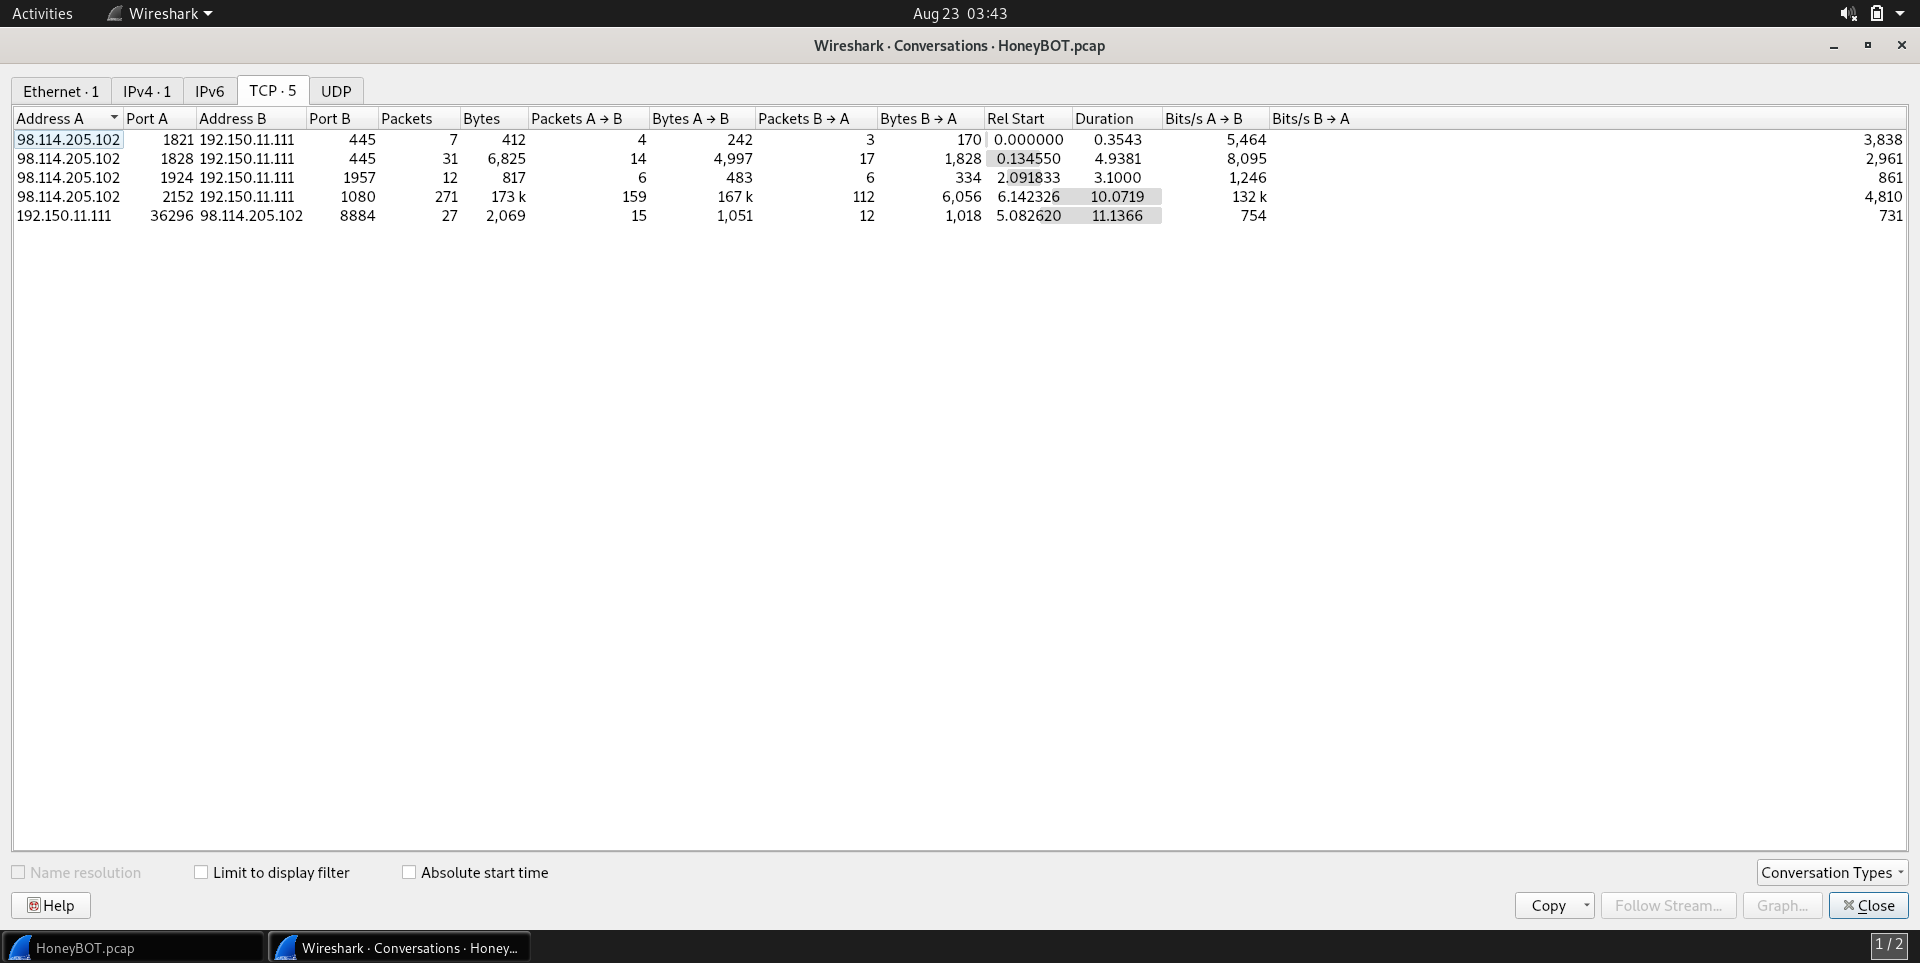 Activities Wireshark Aug 23 03:43
Wireshark · Conversations · HoneyBOT.pcap
Ethernet · 1 IPv4 · 1 IPv6 TCP · 5 UDP
Address A Port A Address B Port B Packets Bytes Packets A → B Bytes A → B Packets B → A Bytes B → A Rel Start Duration Bits/s A → B Bits/s B → A
98.114.205.102 1821 192.150.11.111 445 7 412 4 242 3 170 0.000000 0.3543 5,464 3,838
98.114.205.102 1828 192.150.11.111 445 31 6,825 14 4,997 17 1,828 0.134550 4.9381 8,095 2,961
98.114.205.102 1924 192.150.11.111 1957 12 817 6 483 6 334 2.091833 3.1000 1,246 861
98.114.205.102 2152 192.150.11.111 1080 271 173 k 159 167 k 112 6,056 6.142326 10.0719 132 k 4,810
192.150.11.111 36296 98.114.205.102 8884 27 2,069 15 1,051 12 1,018 5.082620 11.1366 754 731
Name resolution Limit to display filter Absolute start time Conversation Types
Help Copy Follow Stream... Graph... Close
HoneyBOT.pcap Wireshark · Conversations · Honey... 1 / 2